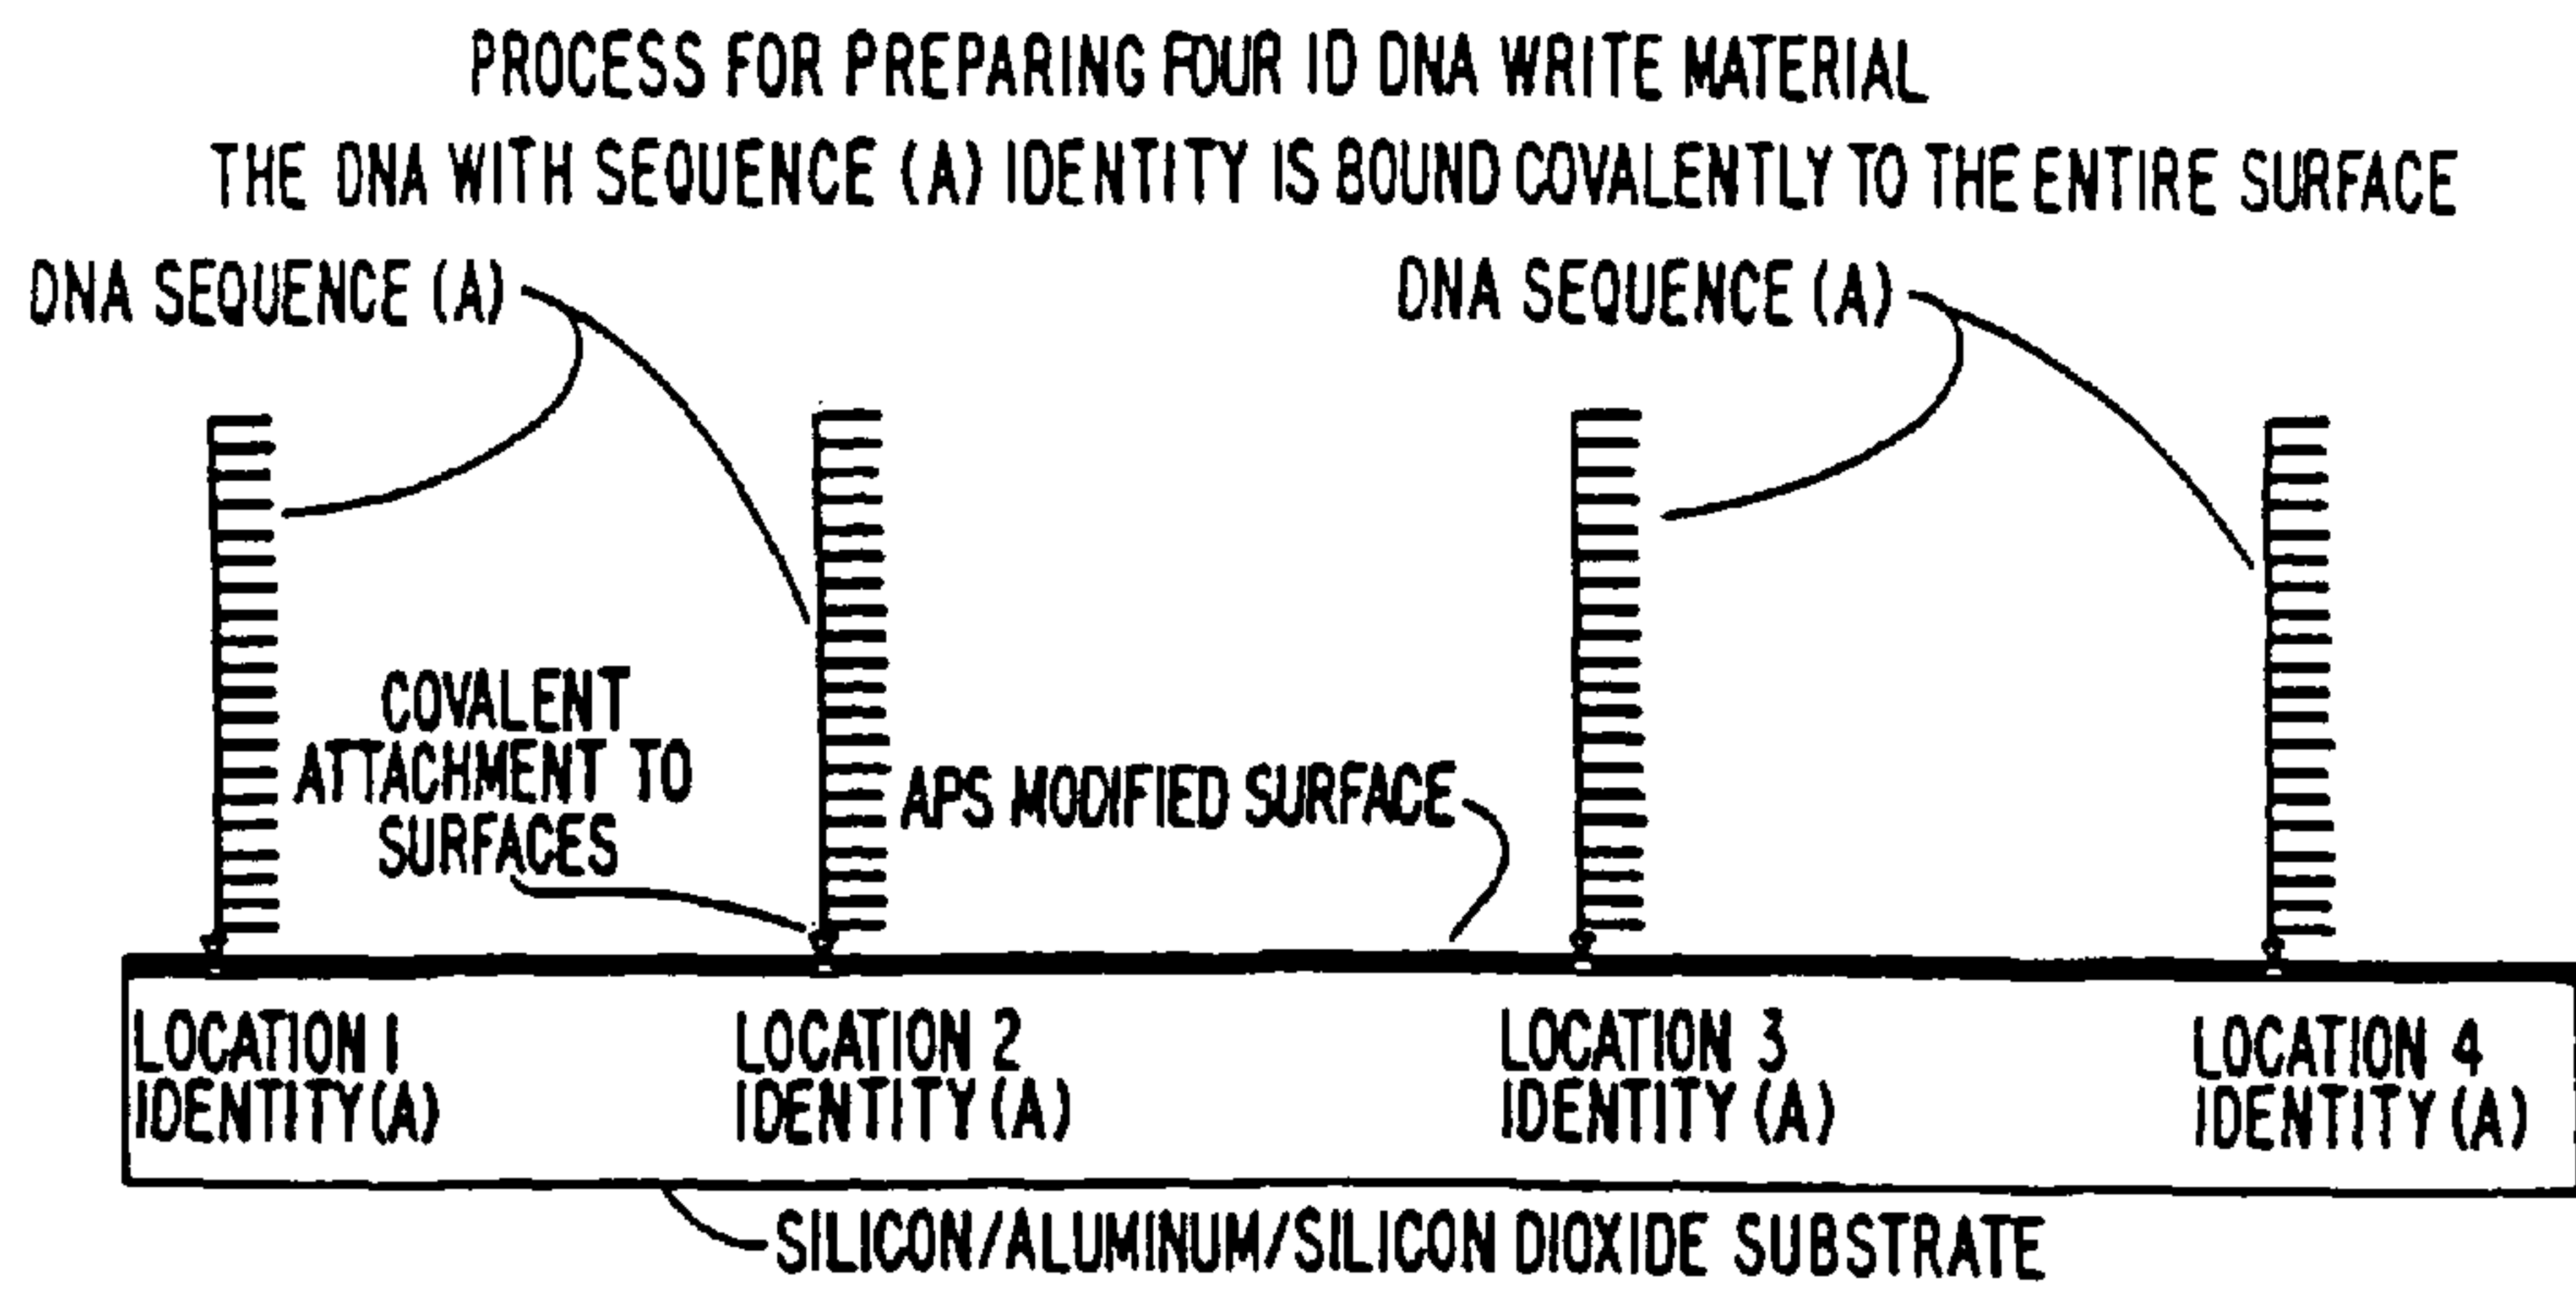 PROCESS FOR PREPARING FOUR ID DNA WRITE MATERIAL
THE DNA WITH SEQUENCE (A) IDENTITY IS BOUND COVALENTLY TO THE ENTIRE SURFACE
DNA SEQUENCE (A)
DNA SEQUENCE (A)
COVALENT
ATTACHMENT TO
SURFACES
APS MODIFIED SURFACE
LOCATION 1
IDENTITY (A)
LOCATION 2
IDENTITY (A)
LOCATION 3
IDENTITY (A)
LOCATION 4
IDENTITY (A)
SILICON/ALUMINUM/SILICON DIOXIDE SUBSTRATE